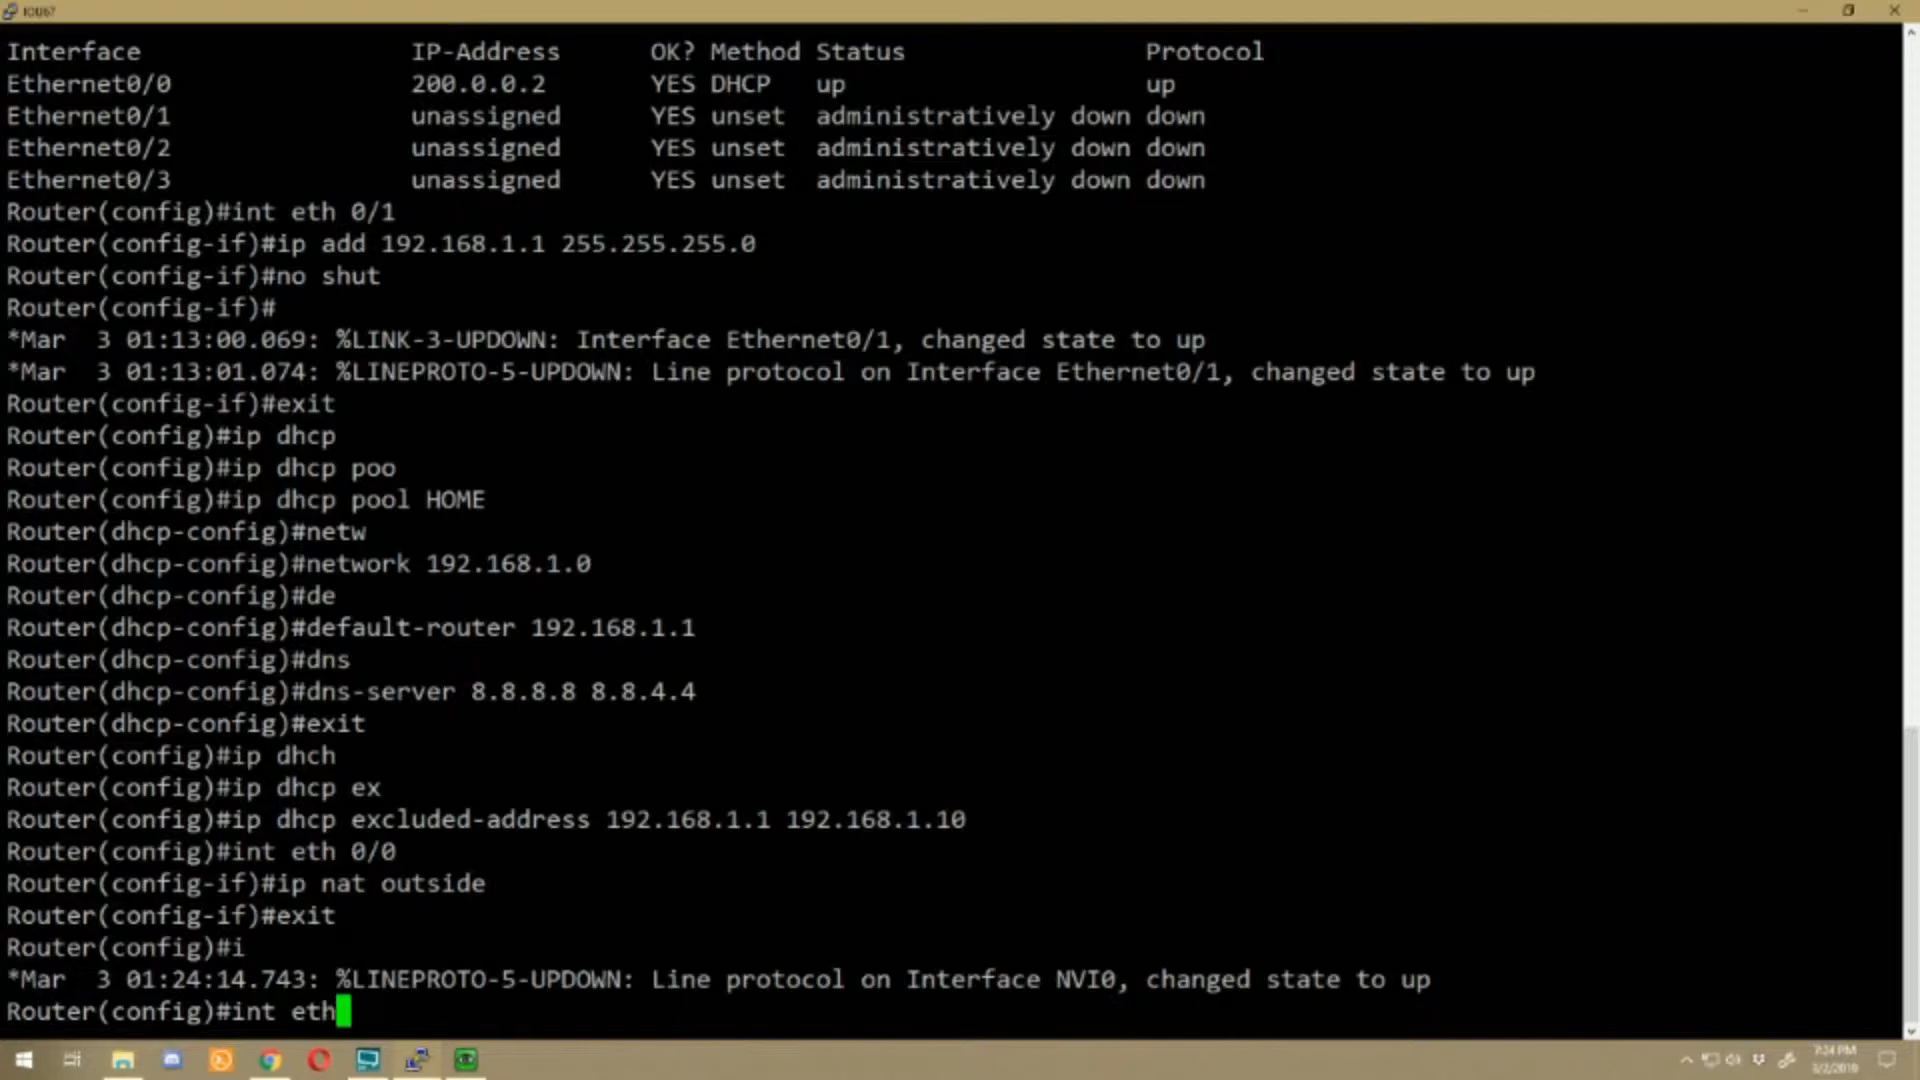 IOU67
Interface IP-Address OK? Method Status Protocol
Ethernet0/0 200.0.0.2 YES DHCP up up
Ethernet0/1 unassigned YES unset administratively down down
Ethernet0/2 unassigned YES unset administratively down down
Ethernet0/3 unassigned YES unset administratively down down
Router(config)#int eth 0/1
Router(config-if)#ip add 192.168.1.1 255.255.255.0
Router(config-if)#no shut
Router(config-if)#
*Mar  3 01:13:00.069: %LINK-3-UPDOWN: Interface Ethernet0/1, changed state to up
*Mar  3 01:13:01.074: %LINEPROTO-5-UPDOWN: Line protocol on Interface Ethernet0/1, changed state to up
Router(config-if)#exit
Router(config)#ip dhcp
Router(config)#ip dhcp poo
Router(config)#ip dhcp pool HOME
Router(dhcp-config)#netw
Router(dhcp-config)#network 192.168.1.0
Router(dhcp-config)#de
Router(dhcp-config)#default-router 192.168.1.1
Router(dhcp-config)#dns
Router(dhcp-config)#dns-server 8.8.8.8 8.8.4.4
Router(dhcp-config)#exit
Router(config)#ip dhch
Router(config)#ip dhcp ex
Router(config)#ip dhcp excluded-address 192.168.1.1 192.168.1.10
Router(config)#int eth 0/0
Router(config-if)#ip nat outside
Router(config-if)#exit
Router(config)#i
*Mar  3 01:24:14.743: %LINEPROTO-5-UPDOWN: Line protocol on Interface NVI0, changed state to up
Router(config)#int eth
7:24 PM